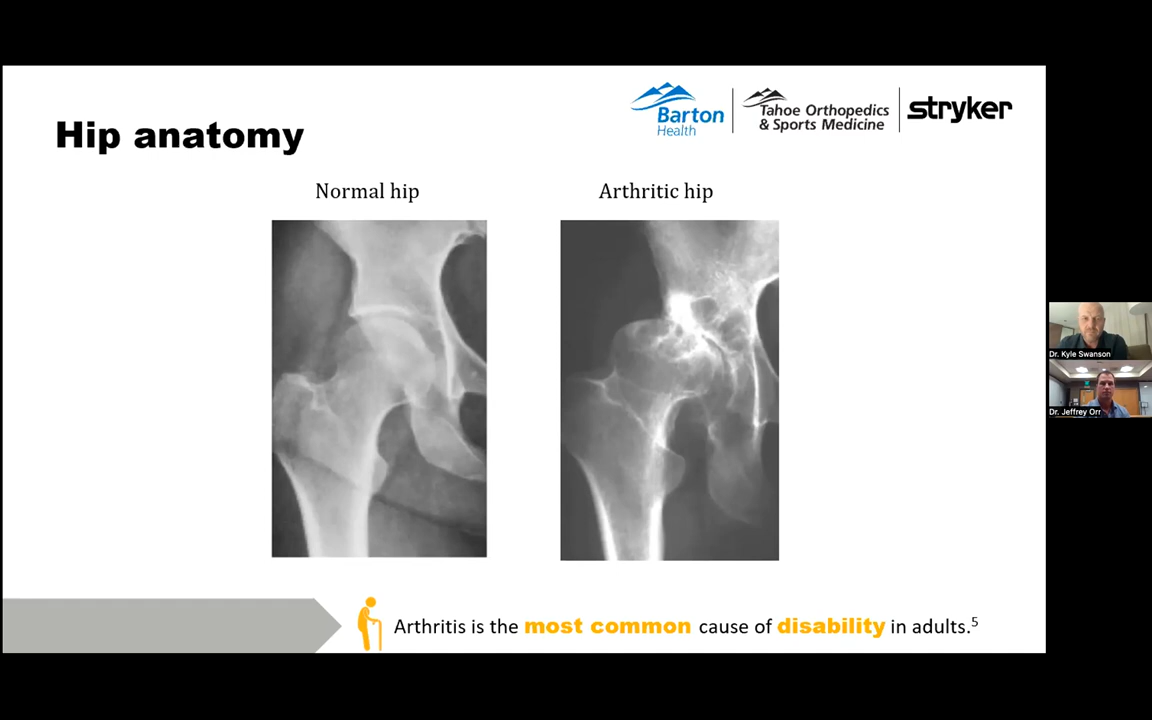 Hip anatomy
Barton
Health
Tahoe Orthopedics
& Sports Medicine
stryker
Normal hip
Arthritic hip
Dr. Kyle Swanson
Dr. Jeffrey Orr
Arthritis is the most common cause of disability in adults.⁵